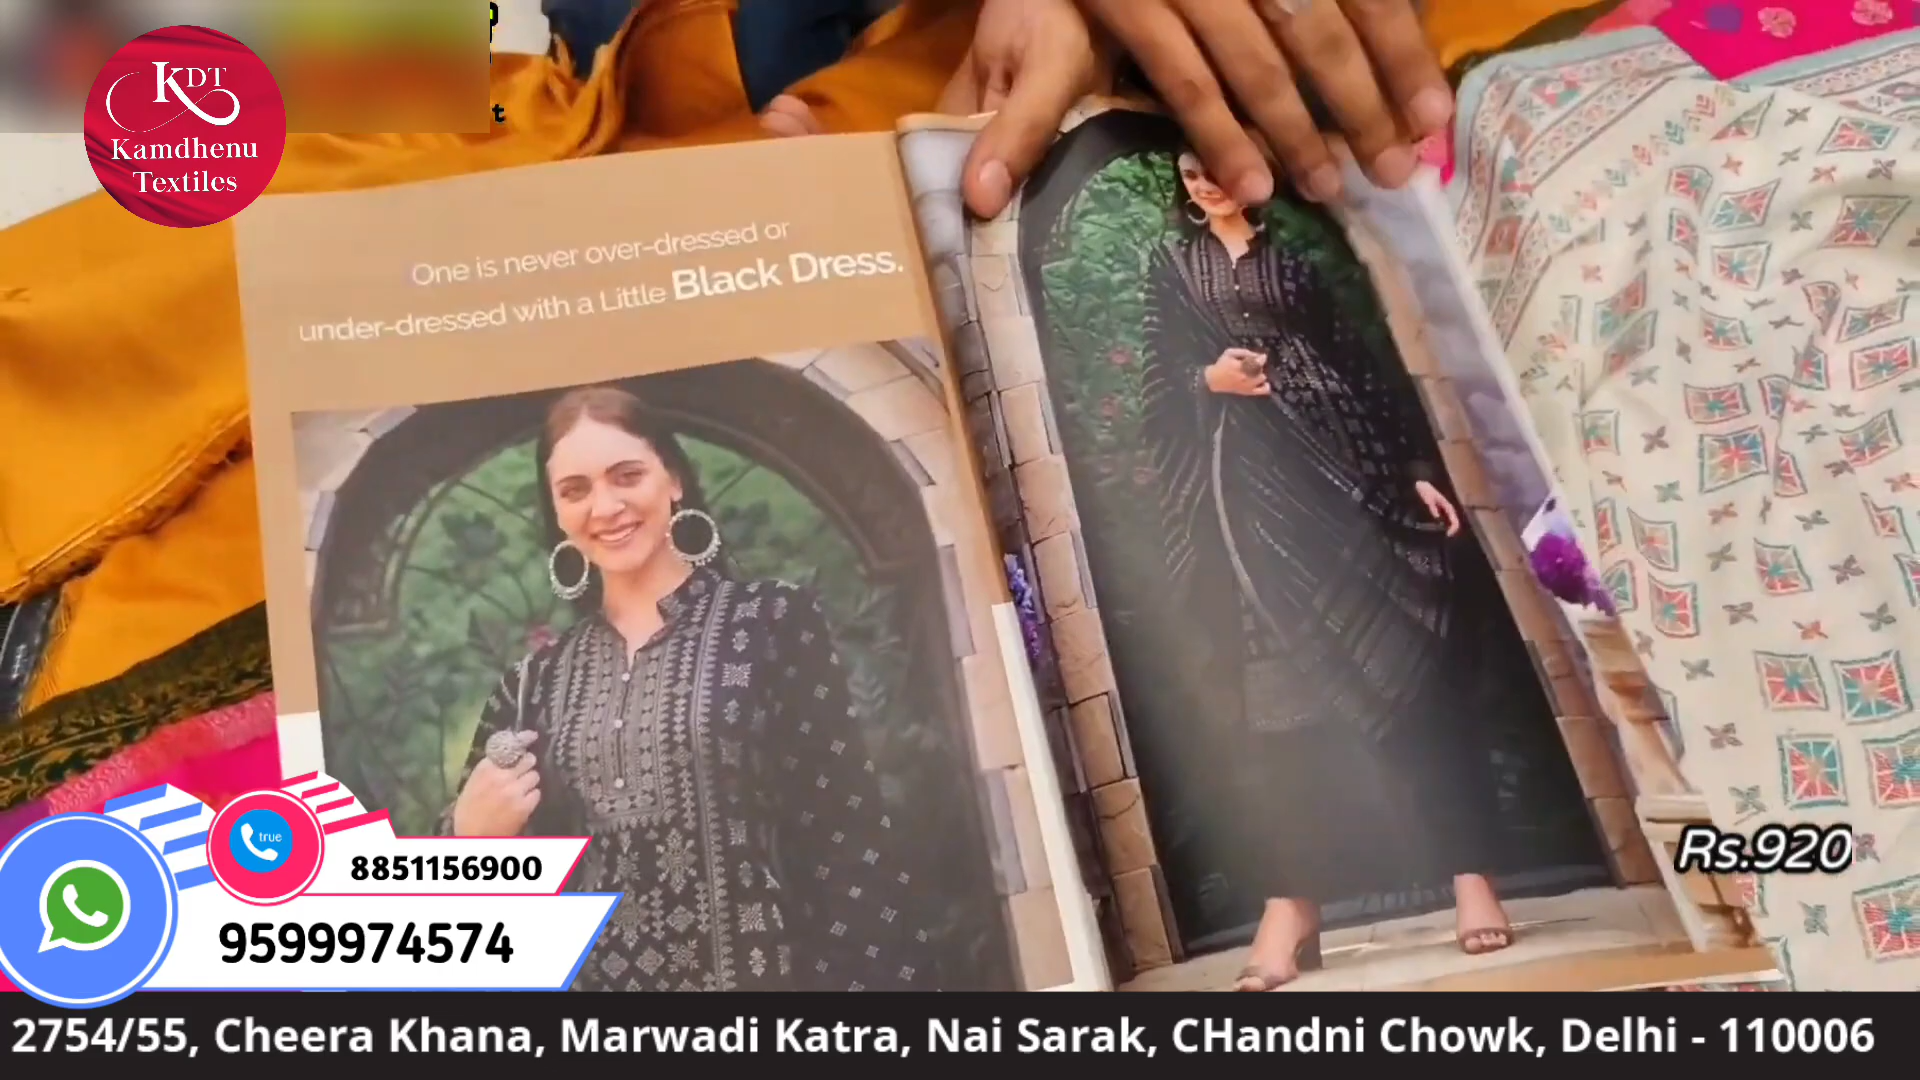 KDT
Kamdhenu
Textiles
One is never over-dressed or
under-dressed with a Little Black Dress.
Rs.920
true
8851156900
9599974574
2754/55, Cheera Khana, Marwadi Katra, Nai Sarak, CHandni Chowk, Delhi - 110006